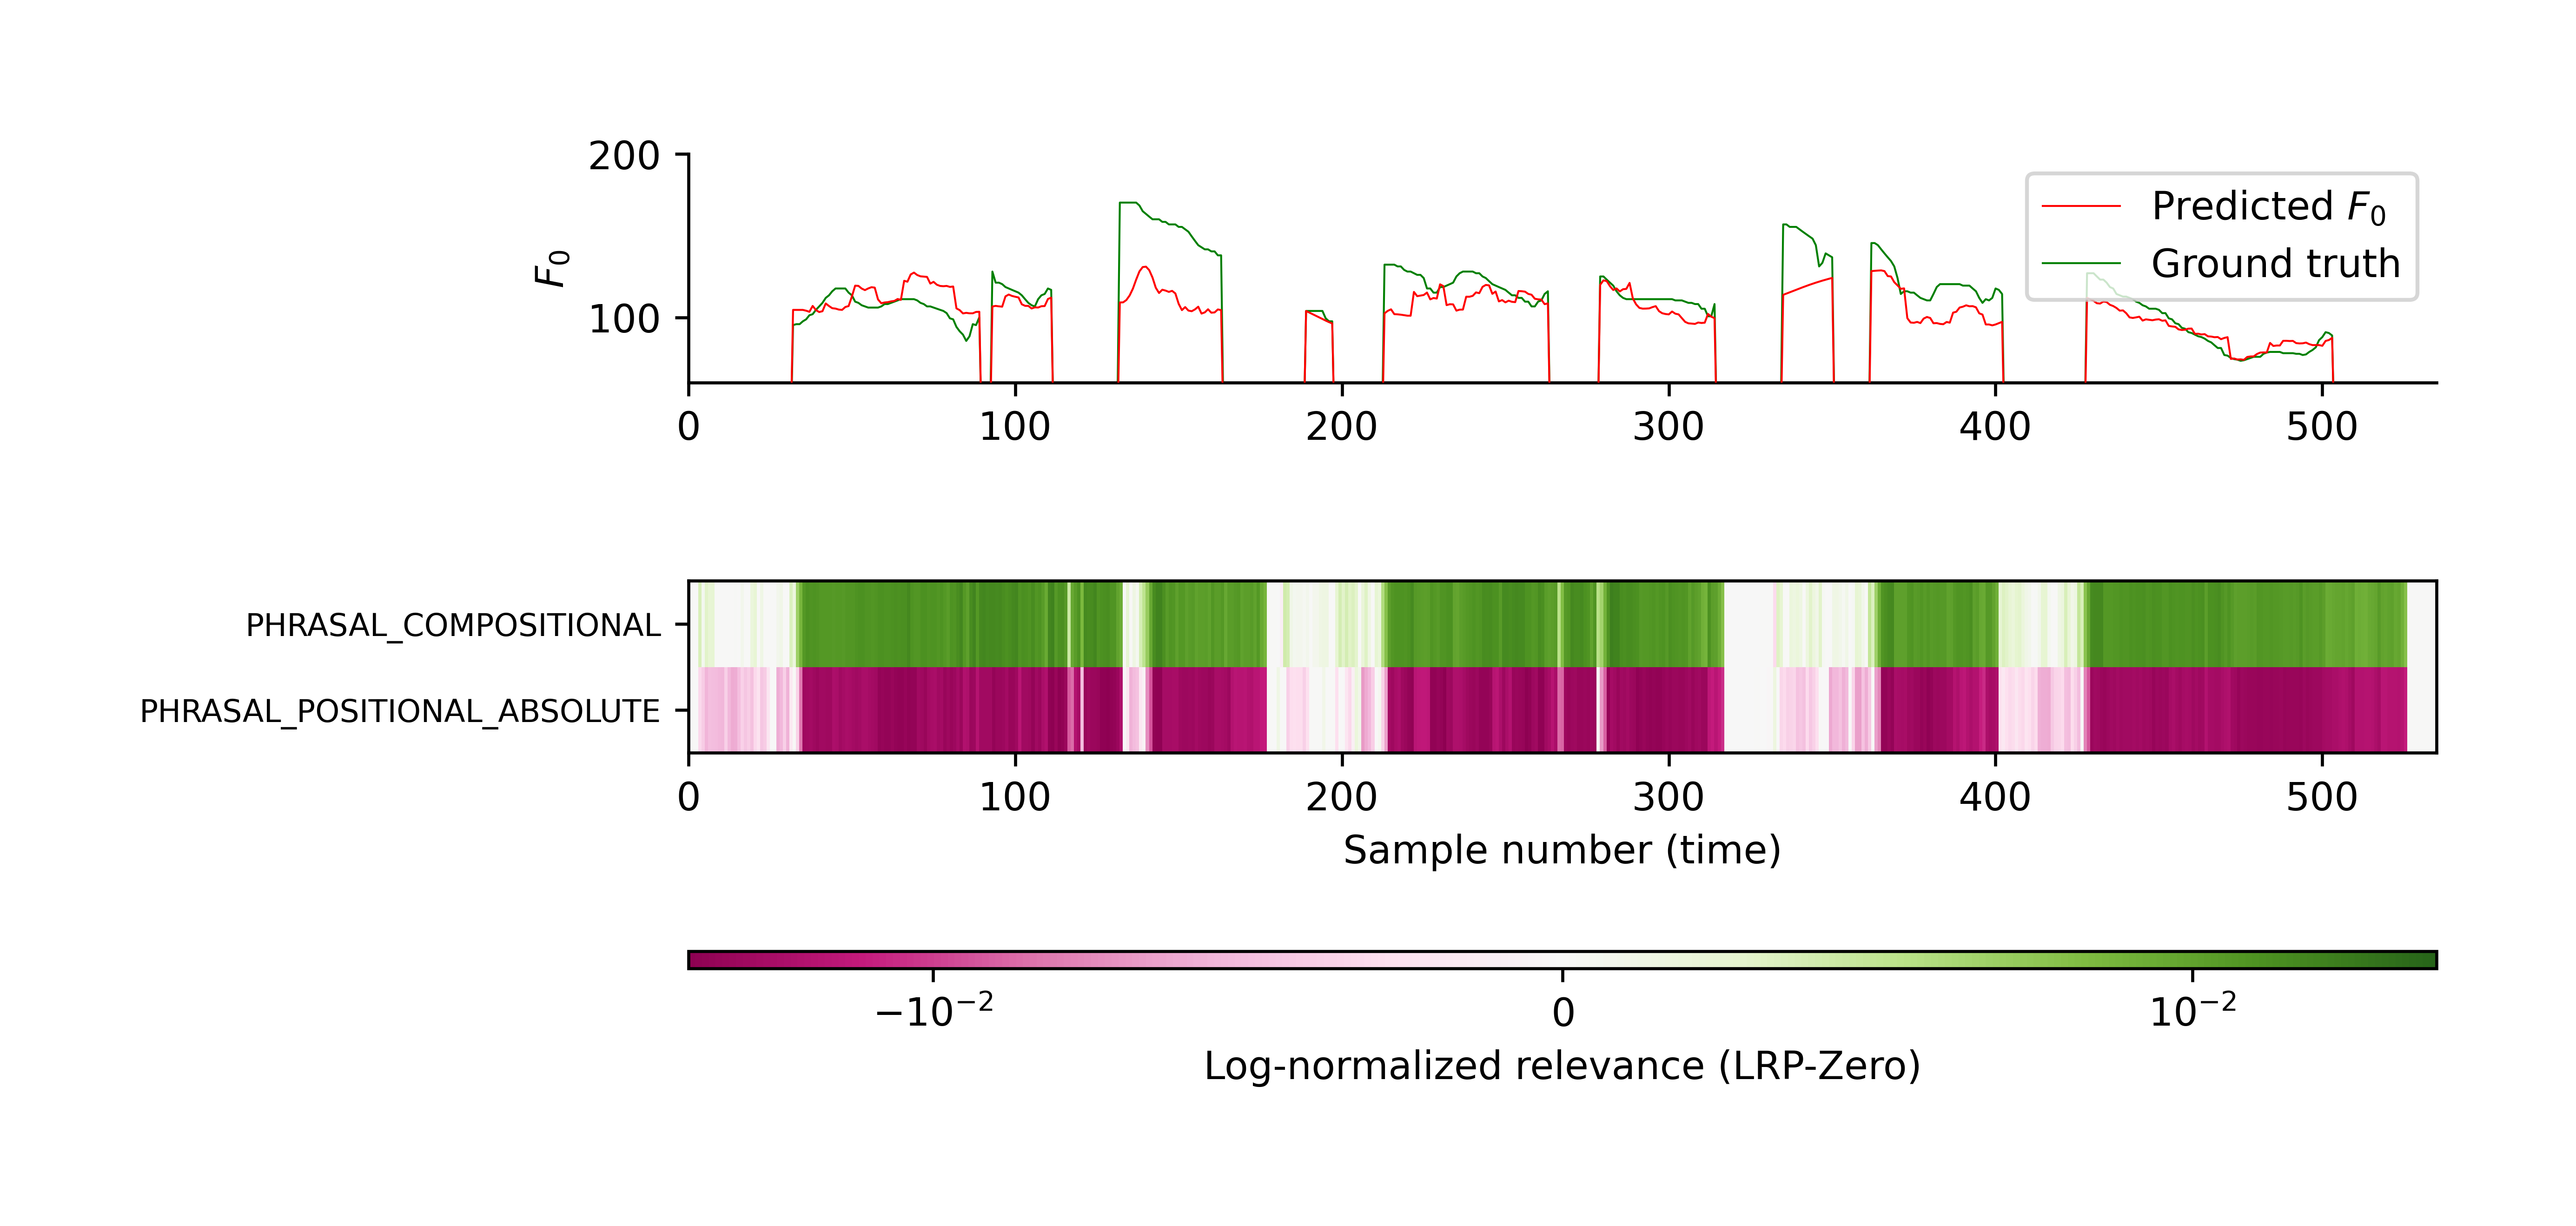 200
100
F₀
Predicted F₀
Ground truth
0 100 200 300 400 500
PHRASAL_COMPOSITIONAL
PHRASAL_POSITIONAL_ABSOLUTE
0 100 200 300 400 500
Sample number (time)
−10⁻² 0 10⁻²
Log-normalized relevance (LRP-Zero)